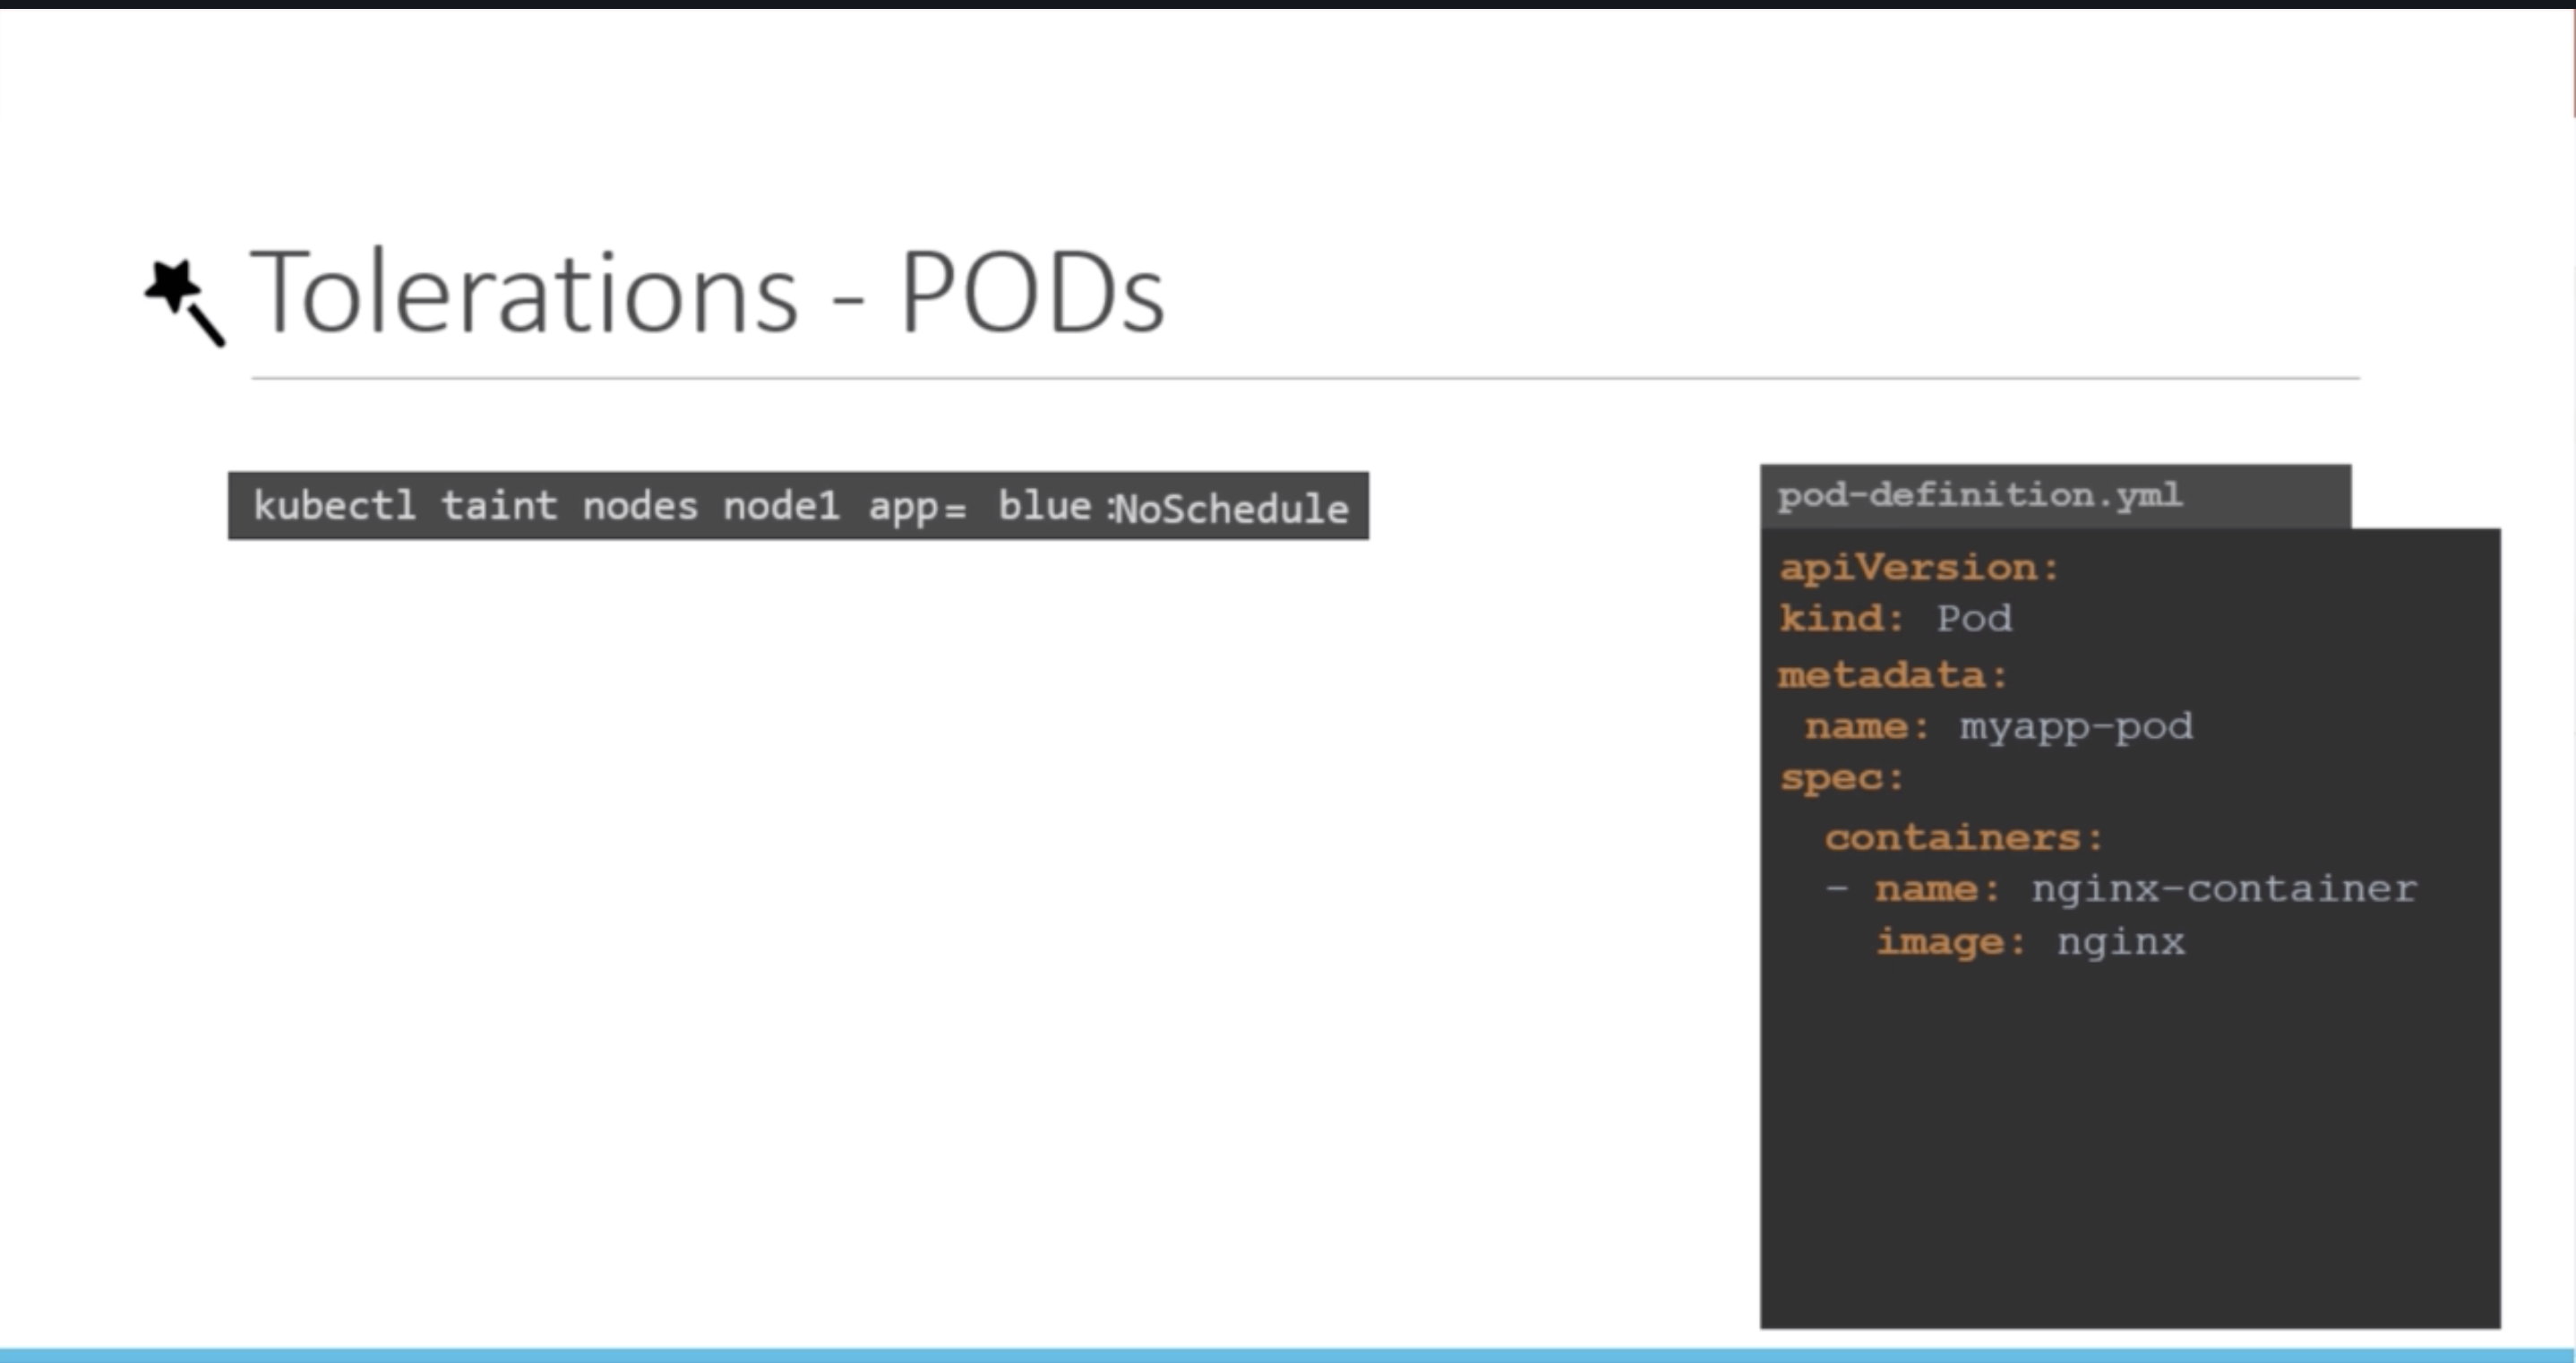 Tolerations - PODs
kubectl taint nodes node1 app= blue :NoSchedule
pod-definition.yml
apiVersion:
kind: Pod
metadata:
name: myapp-pod
spec:
containers:
- name: nginx-container
image: nginx